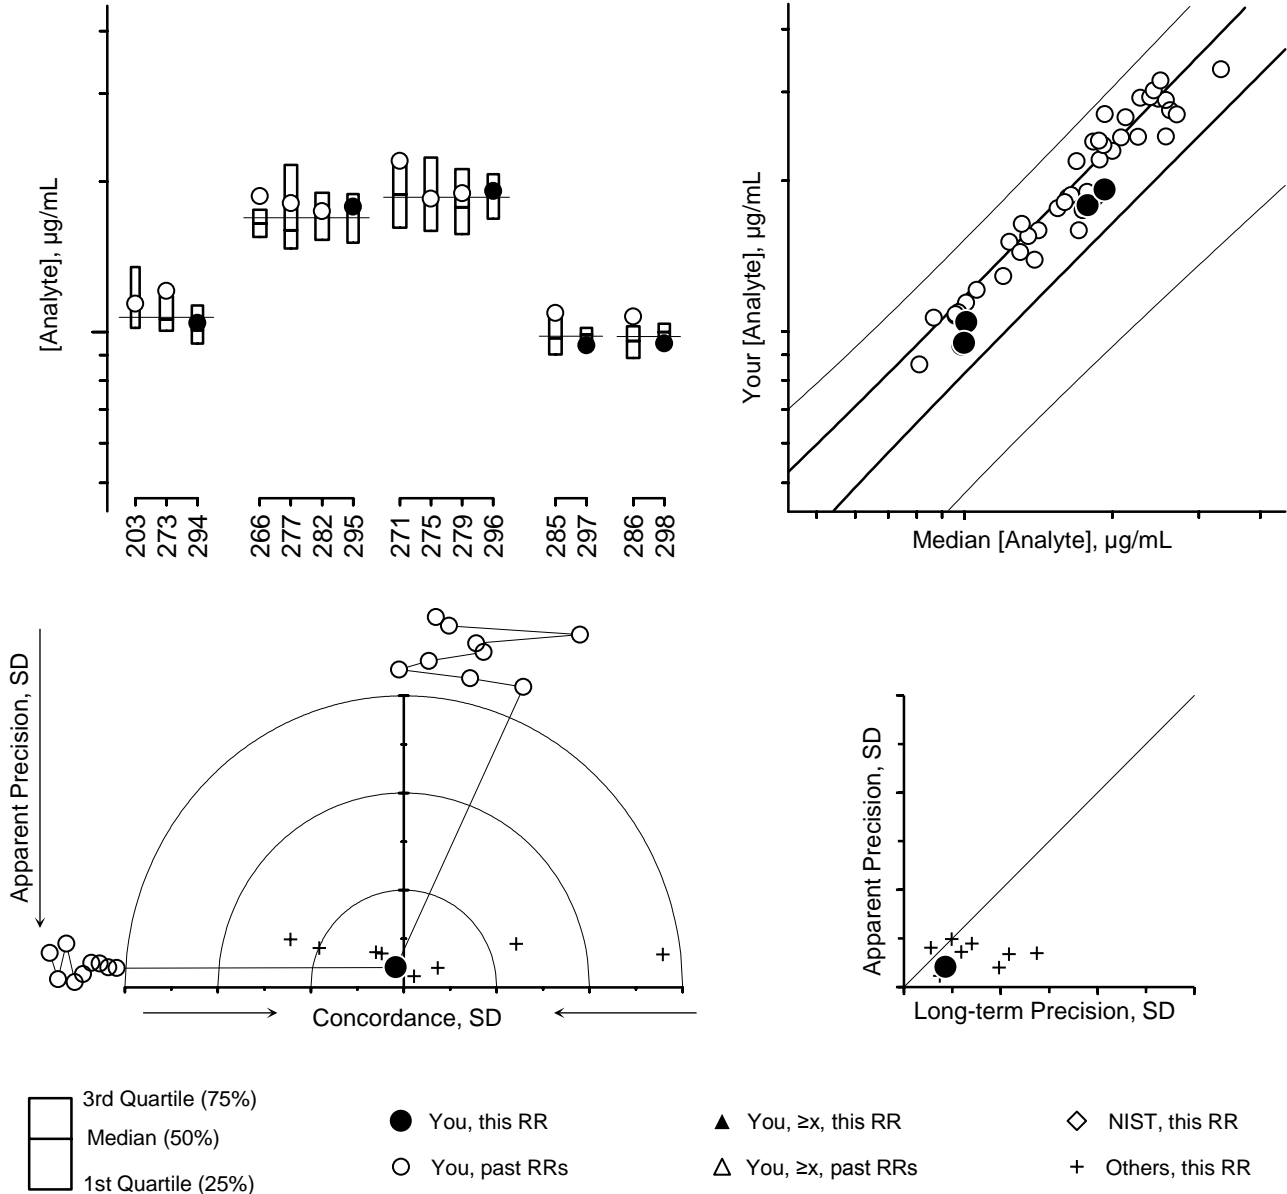 [Analyte], µg/mL
203
273
294
266
277
282
295
271
275
279
296
285
297
286
298
Your [Analyte], µg/mL
Median [Analyte], µg/mL
Apparent Precision, SD
Concordance, SD
Apparent Precision, SD
Long-term Precision, SD
3rd Quartile (75%)
Median (50%)
1st Quartile (25%)
You, this RR
You, past RRs
You, ≥x, this RR
You, ≥x, past RRs
NIST, this RR
Others, this RR